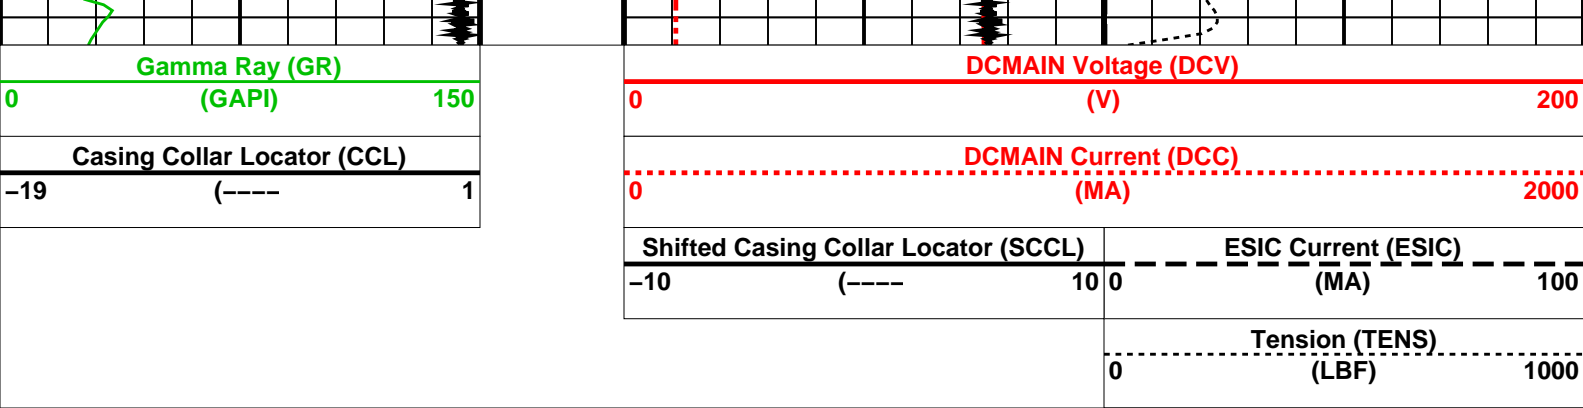 Gamma Ray (GR)
0 (GAPI) 150
Casing Collar Locator (CCL)
–19 (–––– 1
DCMAIN Voltage (DCV)
0 (V) 200
DCMAIN Current (DCC)
0 (MA) 2000
Shifted Casing Collar Locator (SCCL)
–10 (–––– 10
ESIC Current (ESIC)
0 (MA) 100
Tension (TENS)
0 (LBF) 1000